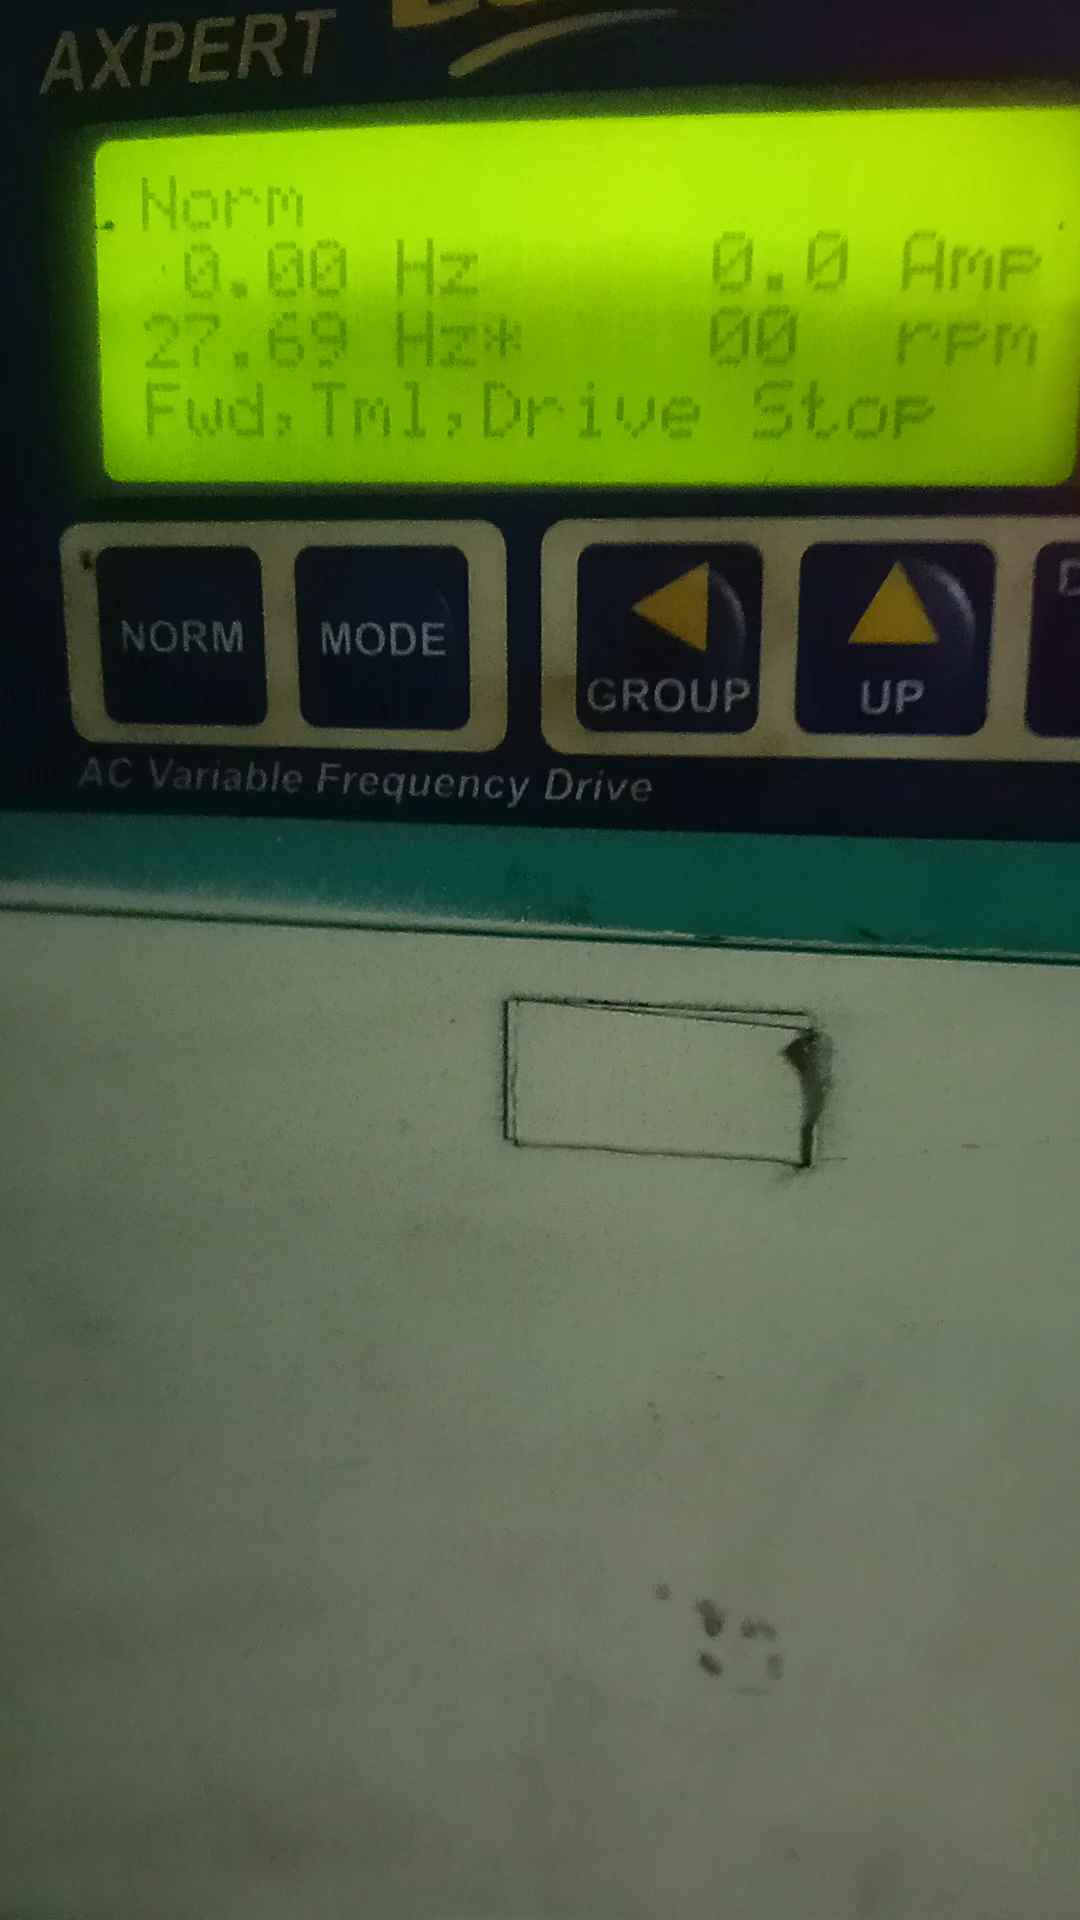 AXPERT
Norm
0.00 Hz 0.0 Amp
27.69 Hz* 00 rpm
Fwd,Tml,Drive Stop
NORM MODE GROUP UP
AC Variable Frequency Drive